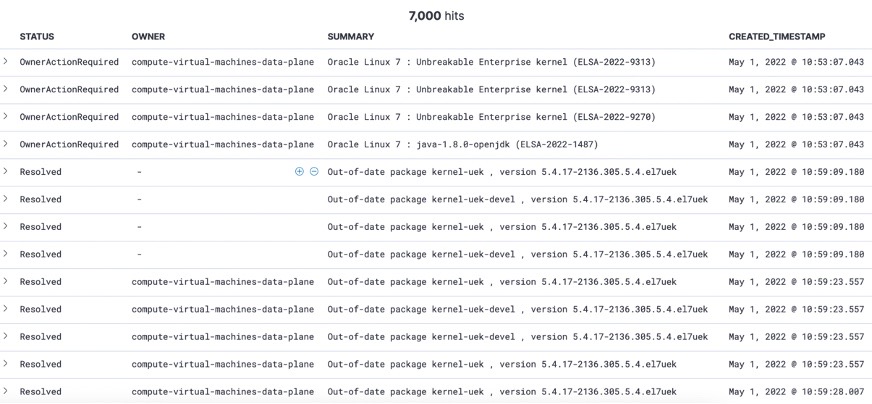 7,000 hits
STATUS OWNER SUMMARY CREATED_TIMESTAMP
OwnerActionRequired compute-virtual-machines-data-plane Oracle Linux 7 : Unbreakable Enterprise kernel (ELSA-2022-9313) May 1, 2022 @ 10:53:07.043
OwnerActionRequired compute-virtual-machines-data-plane Oracle Linux 7 : Unbreakable Enterprise kernel (ELSA-2022-9313) May 1, 2022 @ 10:53:07.043
OwnerActionRequired compute-virtual-machines-data-plane Oracle Linux 7 : Unbreakable Enterprise kernel (ELSA-2022-9270) May 1, 2022 @ 10:53:07.043
OwnerActionRequired compute-virtual-machines-data-plane Oracle Linux 7 : java-1.8.0-openjdk (ELSA-2022-1487) May 1, 2022 @ 10:53:07.043
Resolved - Out-of-date package kernel-uek , version 5.4.17-2136.305.5.4.el7uek May 1, 2022 @ 10:59:09.180
Resolved - Out-of-date package kernel-uek-devel , version 5.4.17-2136.305.5.4.el7uek May 1, 2022 @ 10:59:09.180
Resolved - Out-of-date package kernel-uek , version 5.4.17-2136.305.5.4.el7uek May 1, 2022 @ 10:59:09.180
Resolved - Out-of-date package kernel-uek-devel , version 5.4.17-2136.305.5.4.el7uek May 1, 2022 @ 10:59:09.180
Resolved compute-virtual-machines-data-plane Out-of-date package kernel-uek , version 5.4.17-2136.305.5.4.el7uek May 1, 2022 @ 10:59:23.557
Resolved compute-virtual-machines-data-plane Out-of-date package kernel-uek-devel , version 5.4.17-2136.305.5.4.el7uek May 1, 2022 @ 10:59:23.557
Resolved compute-virtual-machines-data-plane Out-of-date package kernel-uek-devel , version 5.4.17-2136.305.5.4.el7uek May 1, 2022 @ 10:59:23.557
Resolved compute-virtual-machines-data-plane Out-of-date package kernel-uek , version 5.4.17-2136.305.5.4.el7uek May 1, 2022 @ 10:59:23.557
Resolved compute-virtual-machines-data-plane Out-of-date package kernel-uek , version 5.4.17-2136.305.5.4.el7uek May 1, 2022 @ 10:59:28.007